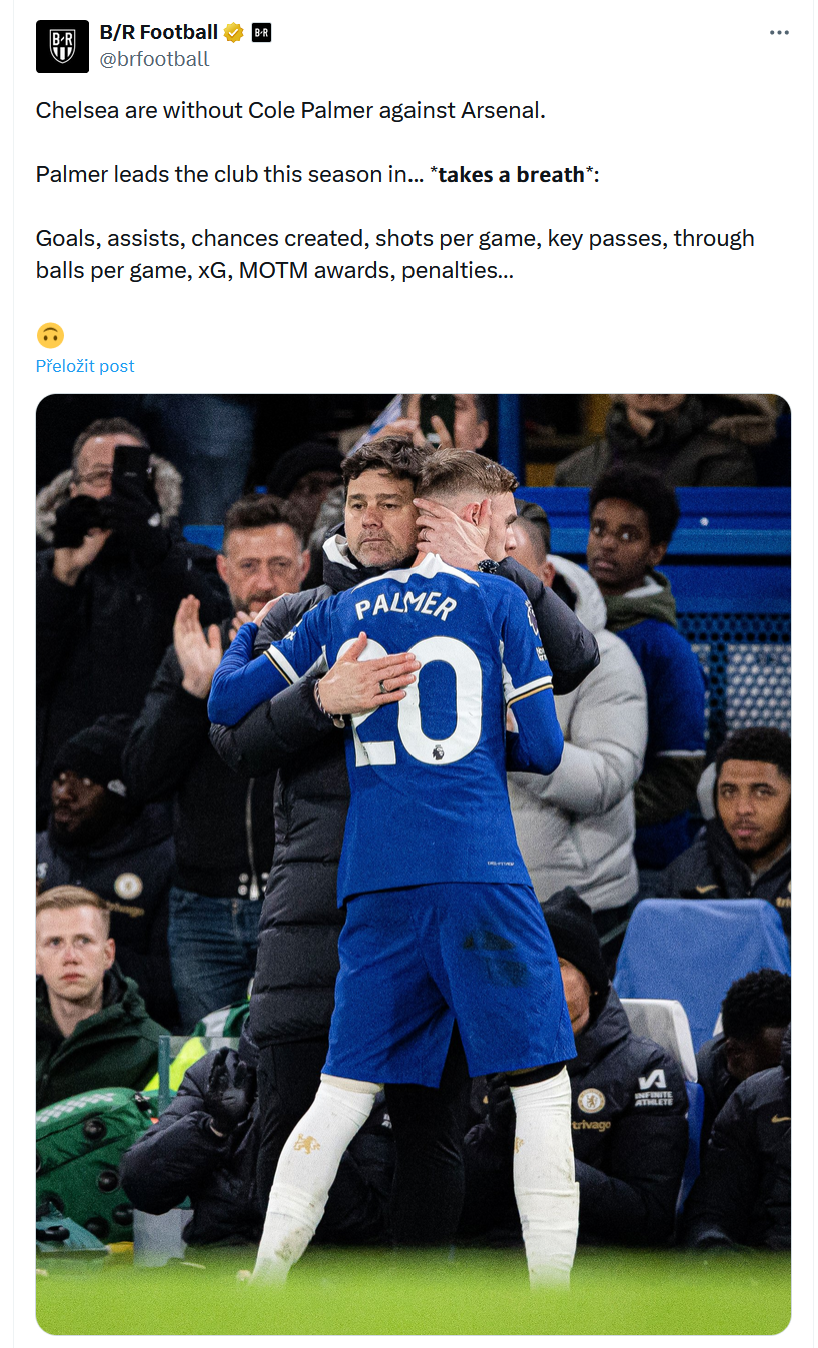 B/R Football
@brfootball
Chelsea are without Cole Palmer against Arsenal.
Palmer leads the club this season in... *takes a breath*:
Goals, assists, chances created, shots per game, key passes, through
balls per game, xG, MOTM awards, penalties...
Přeložit post
PALMER
20
INFINITE
ATHLETE
trivago